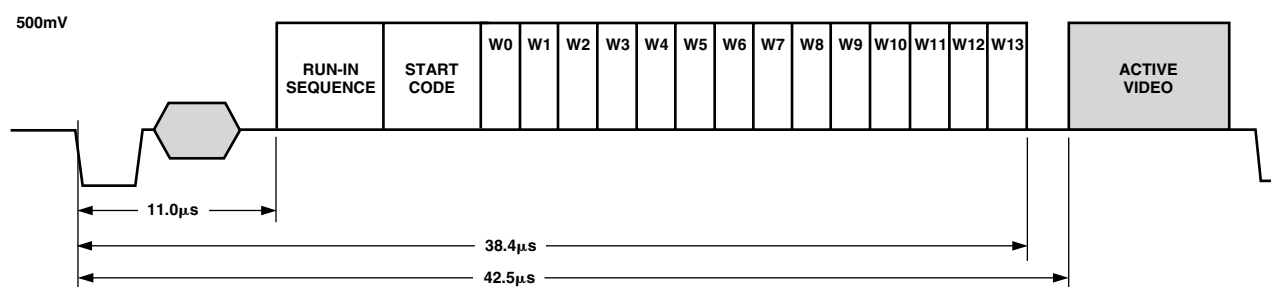 500mV
RUN-IN
SEQUENCE
START
CODE
W0 W1 W2 W3 W4 W5 W6 W7 W8 W9 W10 W11 W12 W13
ACTIVE
VIDEO
11.0μs
38.4μs
42.5μs